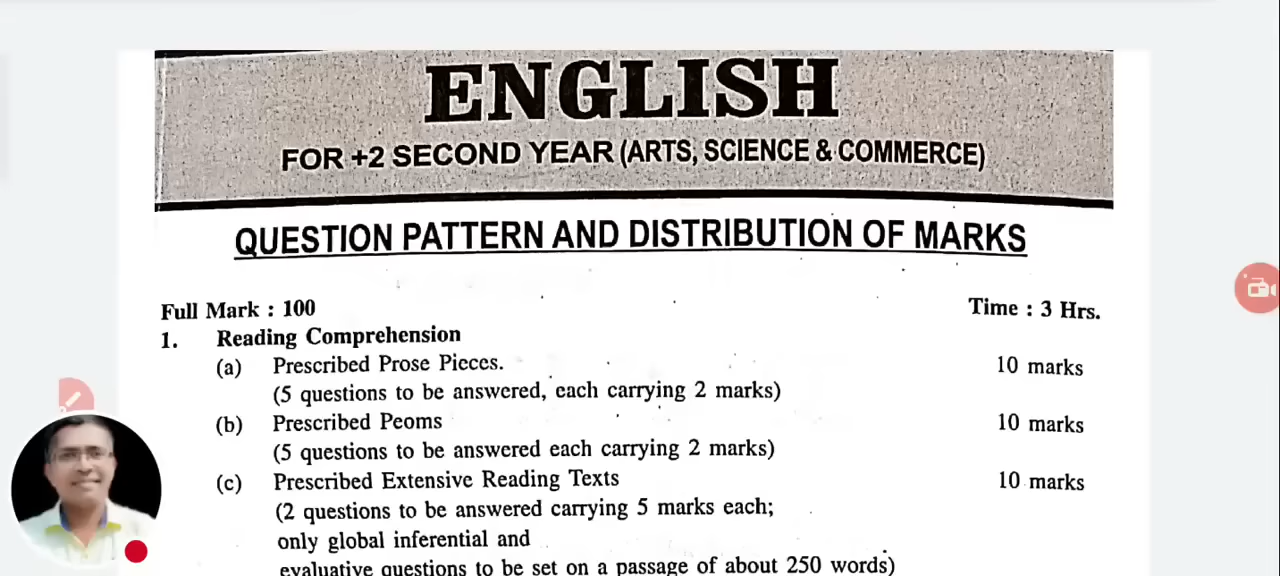 ENGLISH
FOR +2 SECOND YEAR (ARTS, SCIENCE & COMMERCE)
QUESTION PATTERN AND DISTRIBUTION OF MARKS
Full Mark : 100 Time : 3 Hrs.
1. Reading Comprehension
(a) Prescribed Prose Pieces. 10 marks
(5 questions to be answered, each carrying 2 marks)
(b) Prescribed Peoms 10 marks
(5 questions to be answered each carrying 2 marks)
(c) Prescribed Extensive Reading Texts 10 marks
(2 questions to be answered carrying 5 marks each;
only global inferential and
evaluative questions to be set on a passage of about 250 words)